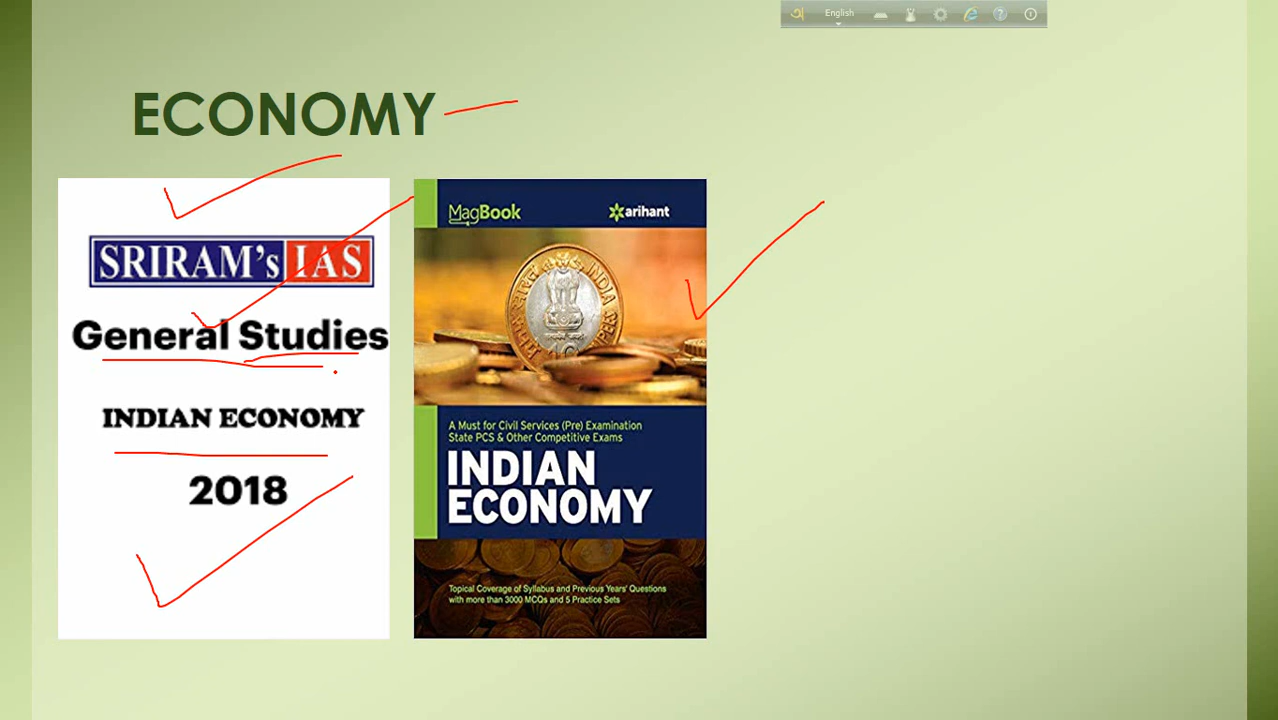 অ English
ECONOMY
SRIRAM's IAS
General Studies
INDIAN ECONOMY
2018
MagBook arihant
A Must for Civil Services (Pre) Examination
State PCS & Other Competitive Exams
INDIAN
ECONOMY
Topical Coverage of Syllabus and Previous Years' Questions
with more than 3000 MCQs and 5 Practice Sets